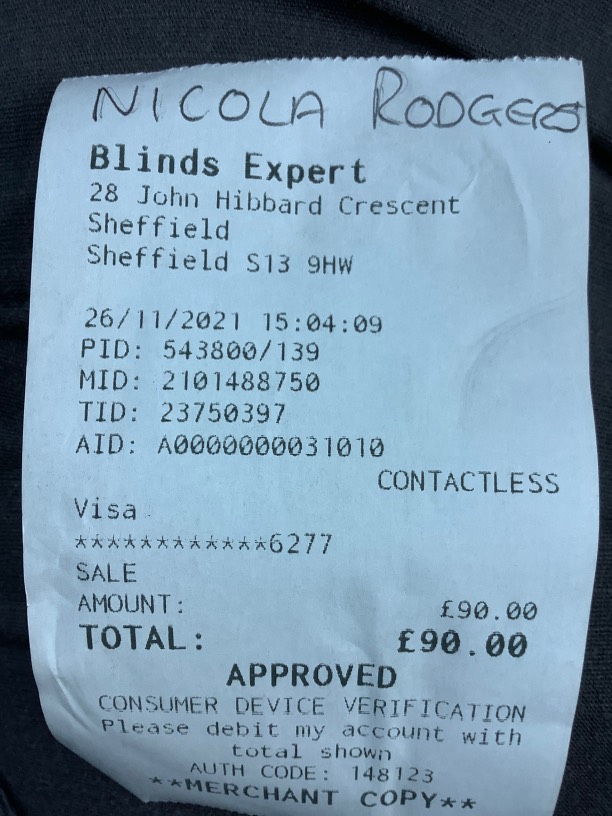 NICOLA RODGERS
Blinds Expert
28 John Hibbard Crescent
Sheffield
Sheffield S13 9HW
26/11/2021 15:04:09
PID: 543800/139
MID: 2101488750
TID: 23750397
AID: A0000000031010
CONTACTLESS
Visa
************6277
SALE
AMOUNT: £90.00
TOTAL: £90.00
APPROVED
CONSUMER DEVICE VERIFICATION
Please debit my account with
total shown
AUTH CODE: 148123
**MERCHANT COPY**